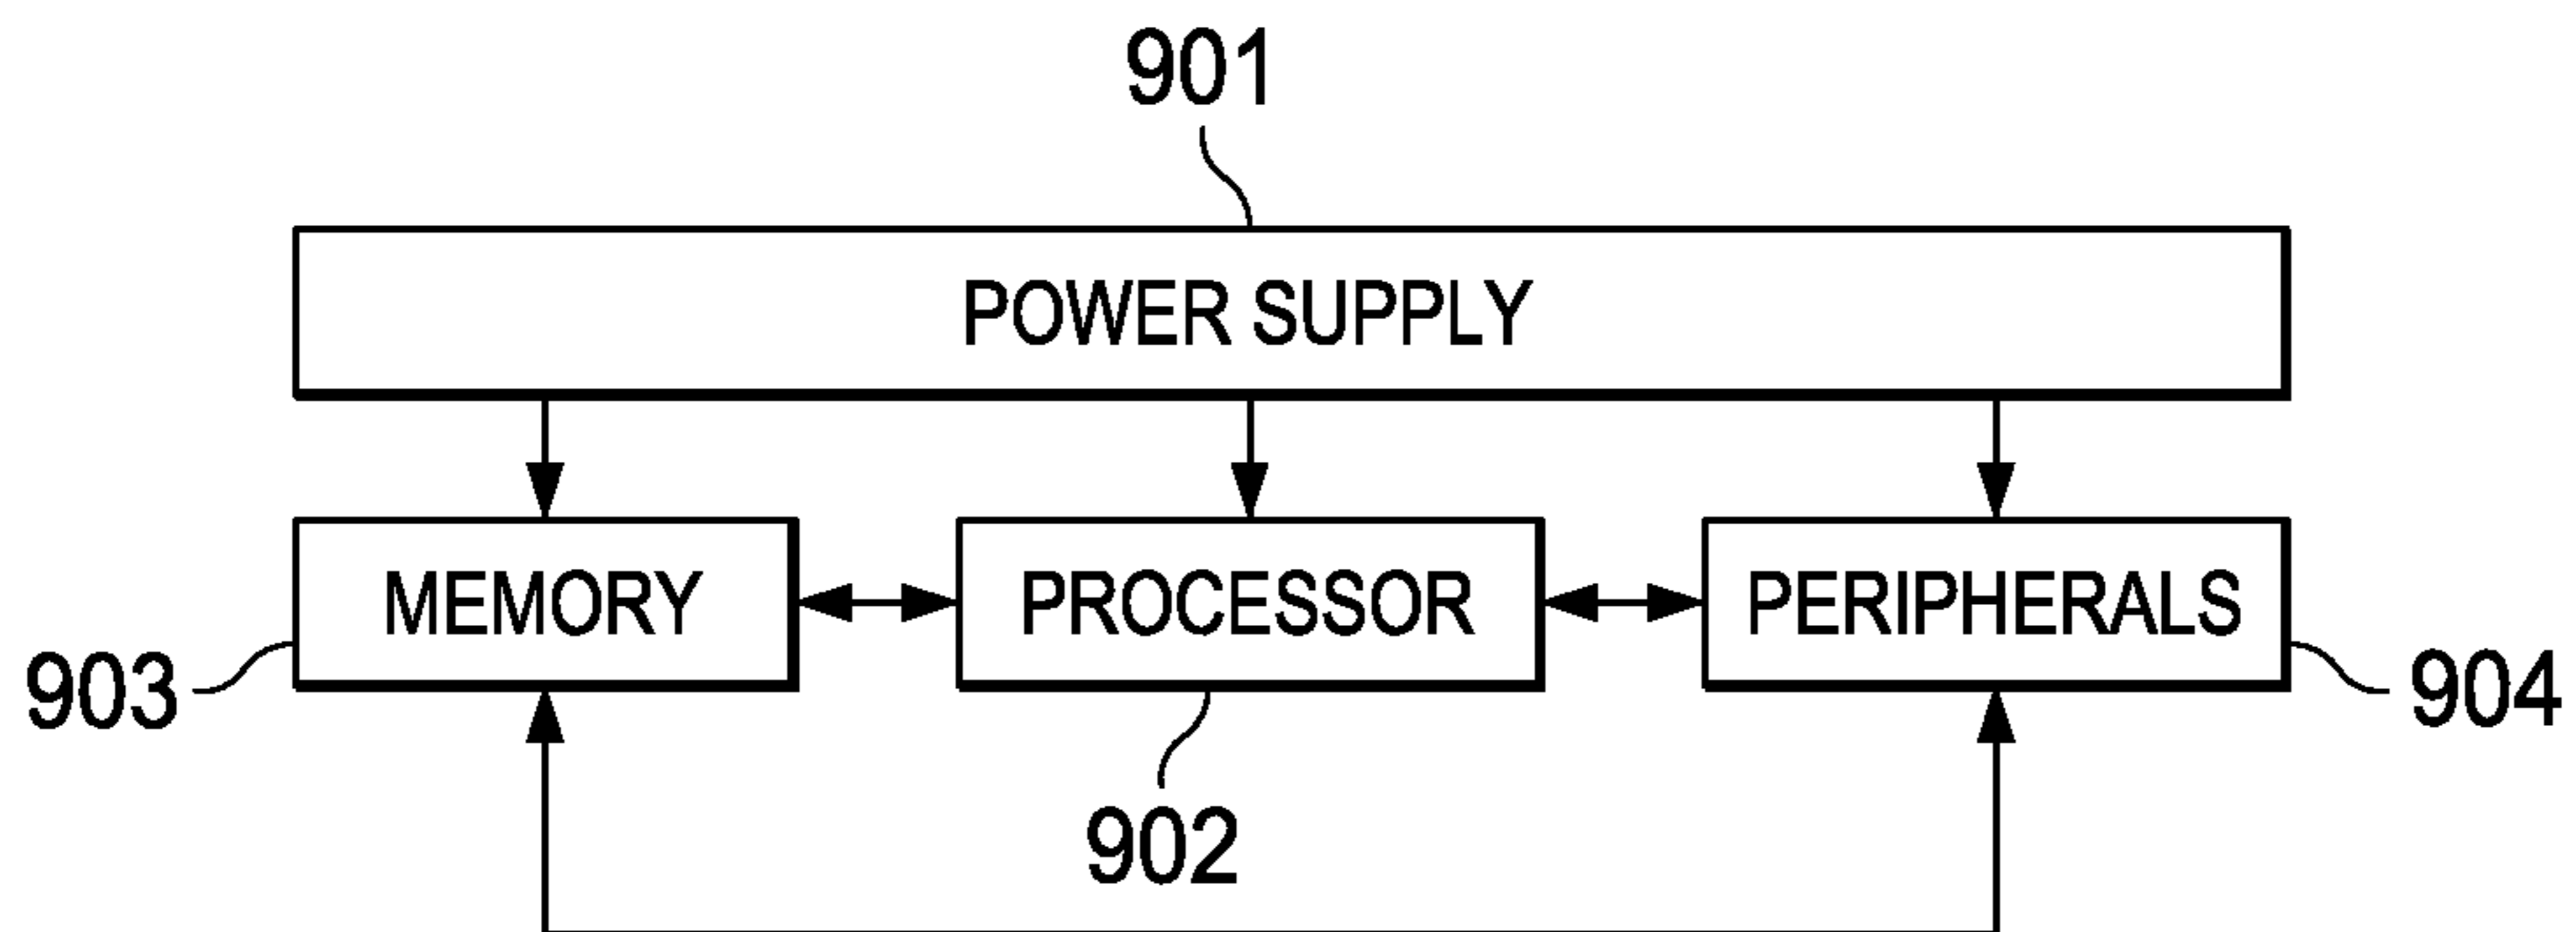 901
POWER SUPPLY
MEMORY
PROCESSOR
PERIPHERALS
903
904
902